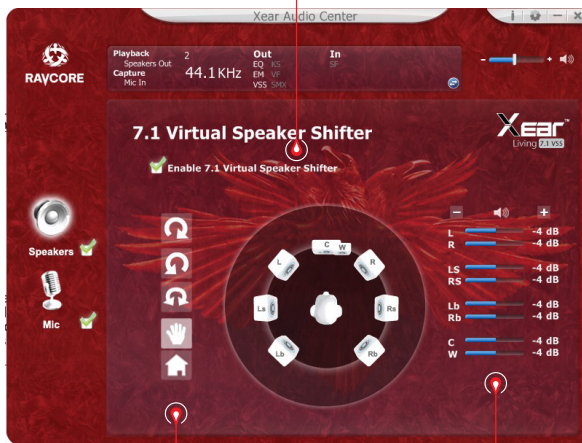 Xear Audio Center
RAVCORE
Playback 2 Out In
Speakers Out EQ KS SF
Capture 44.1KHz EM VF
Mic In VSS SMX
7.1 Virtual Speaker Shifter
Xear™
Living 7.1 VSS
Enable 7.1 Virtual Speaker Shifter
Speakers
Mic
C W
L R
Ls Rs
Lb Rb
L -4 dB
R -4 dB
LS -4 dB
RS -4 dB
Lb -4 dB
Rb -4 dB
C -4 dB
W -4 dB